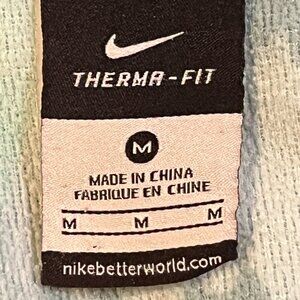 THERMA-FIT
M
MADE IN CHINA
FABRIQUE EN CHINE
M M M
nikebetterworld.com